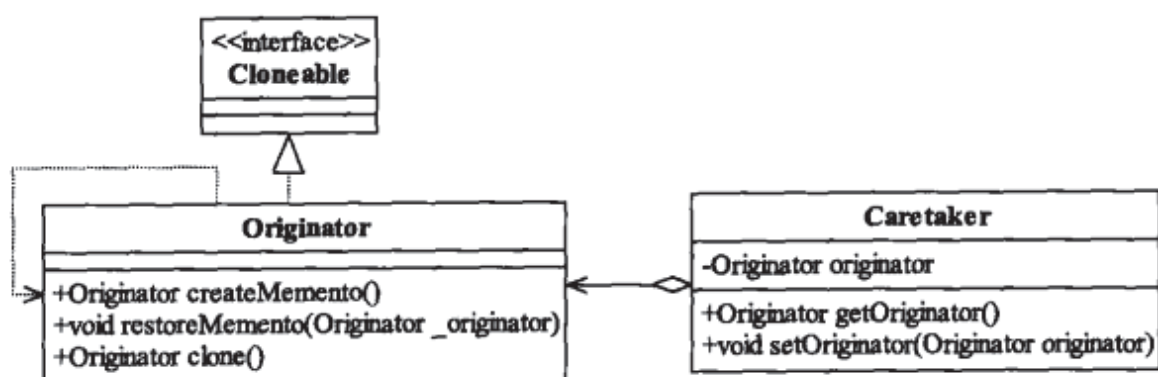 <<interface>>
Cloneable
Originator
+Originator createMemento()
+void restoreMemento(Originator _originator)
+Originator clone()
Caretaker
-Originator originator
+Originator getOriginator()
+void setOriginator(Originator originator)